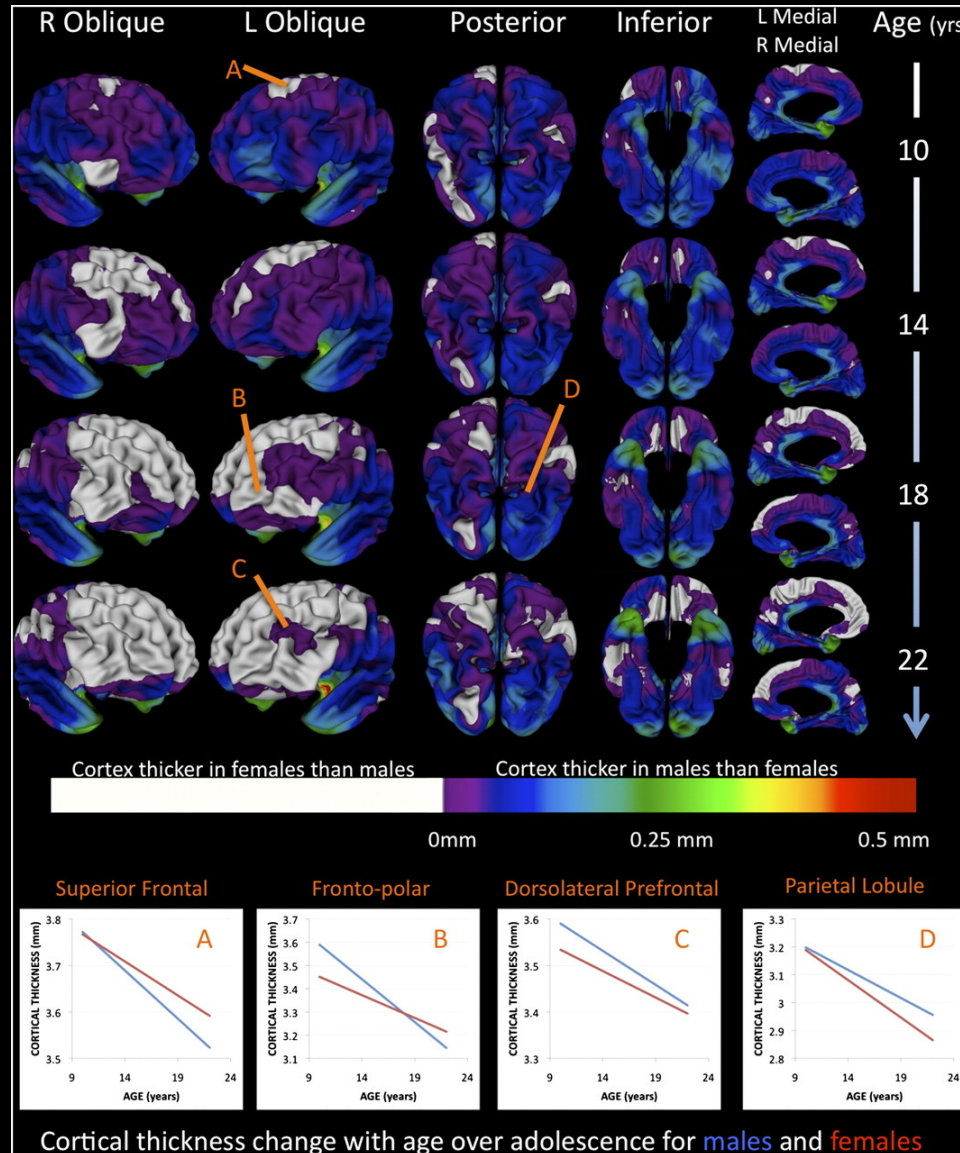 R Oblique
L Oblique
Posterior
Inferior
L Medial
R Medial
Age (yrs)
A
10
14
B
D
18
C
22
Cortex thicker in females than males
Cortex thicker in males than females
0mm
0.25 mm
0.5 mm
Superior Frontal
Fronto-polar
Dorsolateral Prefrontal
Parietal Lobule
A
CORTICAL THICKNESS (mm)
3.8
3.7
3.6
3.5
9
14
19
24
AGE (years)
B
CORTICAL THICKNESS (mm)
3.7
3.6
3.5
3.4
3.3
3.2
3.1
9
14
19
24
AGE (years)
C
CORTICAL THICKNESS (mm)
3.6
3.5
3.4
3.3
9
14
19
24
AGE (years)
D
CORTICAL THICKNESS (mm)
3.3
3.2
3.1
3
2.9
2.8
9
14
19
24
AGE (years)
Cortical thickness change with age over adolescence for males and females